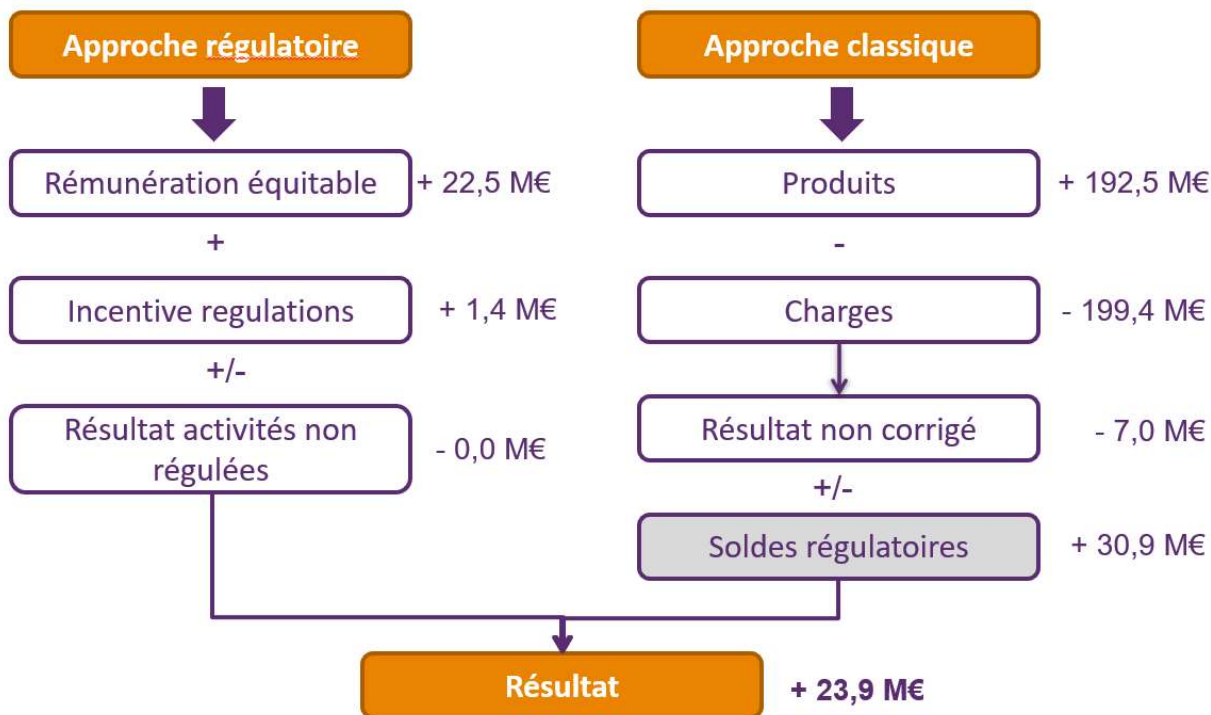 Approche régulatoire
Approche classique
Rémunération équitable
+ 22,5 M€
Produits
+ 192,5 M€
+
-
Incentive regulations
+ 1,4 M€
Charges
- 199,4 M€
+/-
Résultat activités non
régulées
- 0,0 M€
Résultat non corrigé
- 7,0 M€
+/-
Soldes régulatoires
+ 30,9 M€
Résultat
+ 23,9 M€